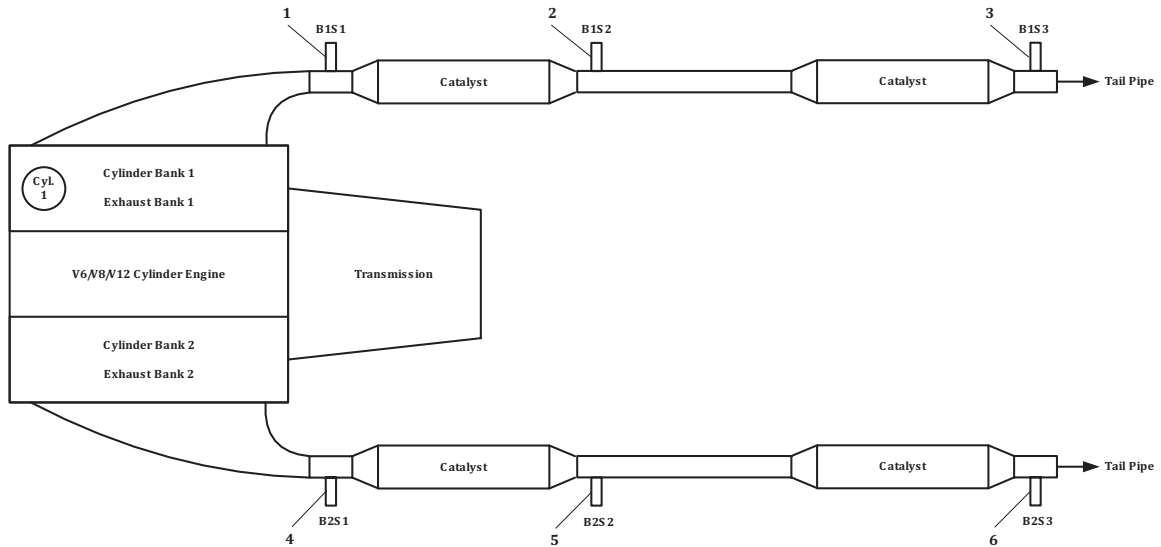 1
2
3
B1S1
B1S2
B1S3
Catalyst
Catalyst
Tail Pipe
Cyl.
1
Cylinder Bank 1
Exhaust Bank 1
V6/V8/V12 Cylinder Engine
Transmission
Cylinder Bank 2
Exhaust Bank 2
Catalyst
Catalyst
Tail Pipe
B2S1
B2S2
B2S3
4
5
6